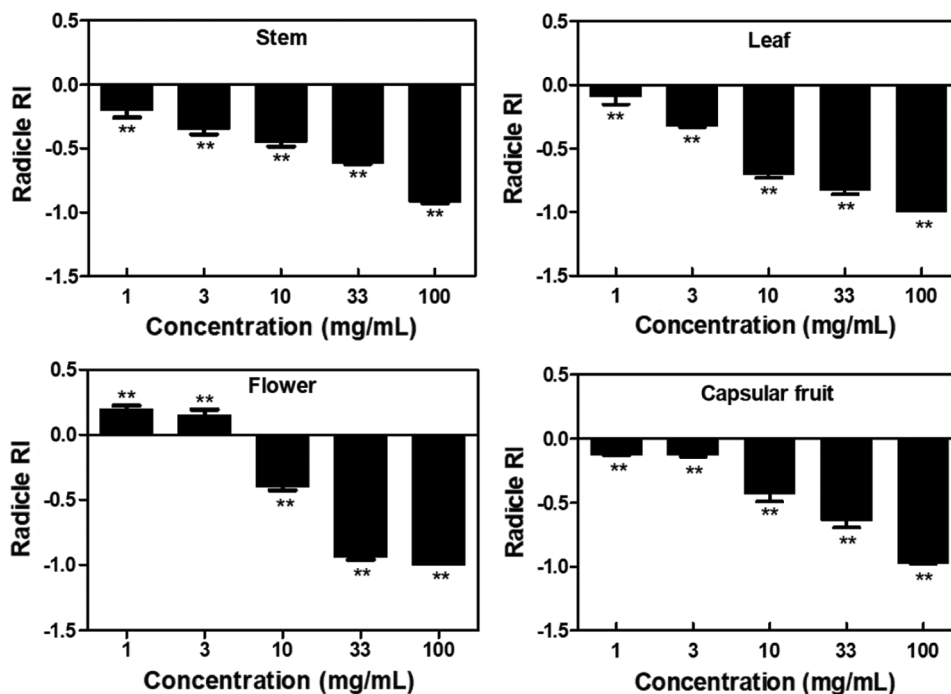 Stem
0.5
0.0
-0.5
-1.0
-1.5
Radicle RI
**
**
**
**
**
1 3 10 33 100
Concentration (mg/mL)
Leaf
0.5
0.0
-0.5
-1.0
-1.5
Radicle RI
**
**
**
**
**
1 3 10 33 100
Concentration (mg/mL)
Flower
0.5
0.0
-0.5
-1.0
-1.5
Radicle RI
**
**
**
**
**
1 3 10 33 100
Concentration (mg/mL)
Capsular fruit
0.5
0.0
-0.5
-1.0
-1.5
Radicle RI
**
**
**
**
**
1 3 10 33 100
Concentration (mg/mL)